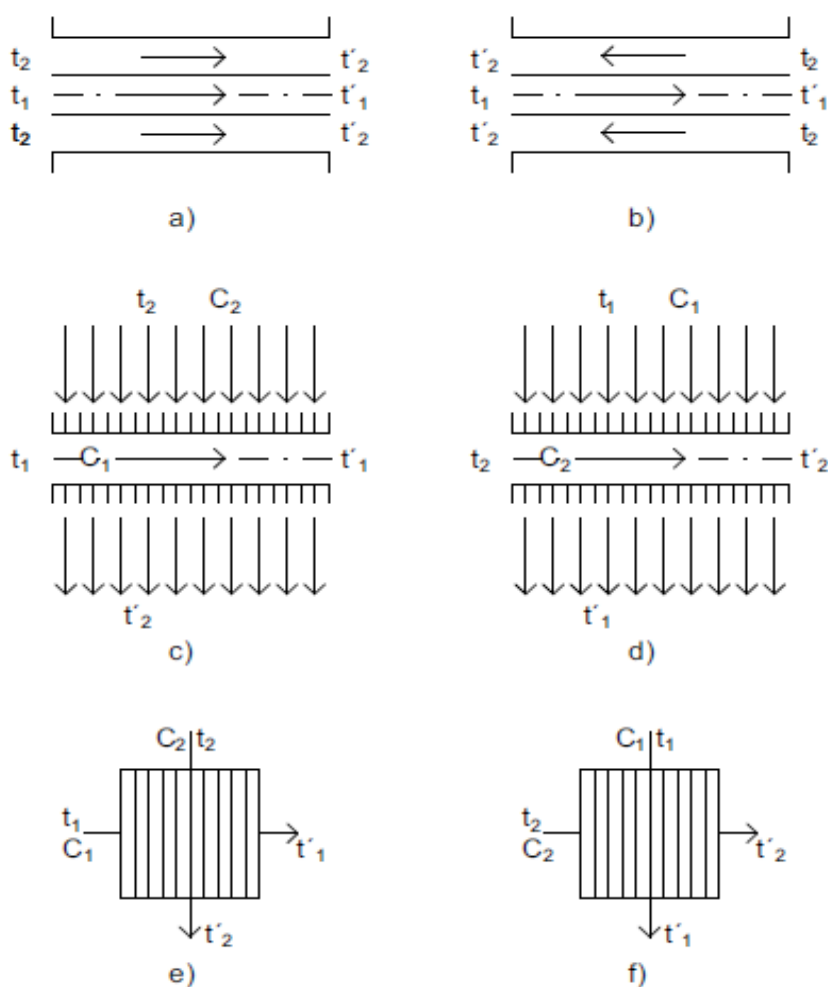 t₂ t´₂ t´₂ t₂
t₁ t´₁ t₁ t´₁
t₂ t´₂ t´₂ t₂
a) b)
t₂ C₂ t₁ C₁
t₁ C₁ t´₁ t₂ C₂ t´₂
t´₂ t´₁
c) d)
C₂ t₂ C₁ t₁
t₁ t₂
C₁ t´₁ C₂ t´₂
t´₂ t´₁
e) f)